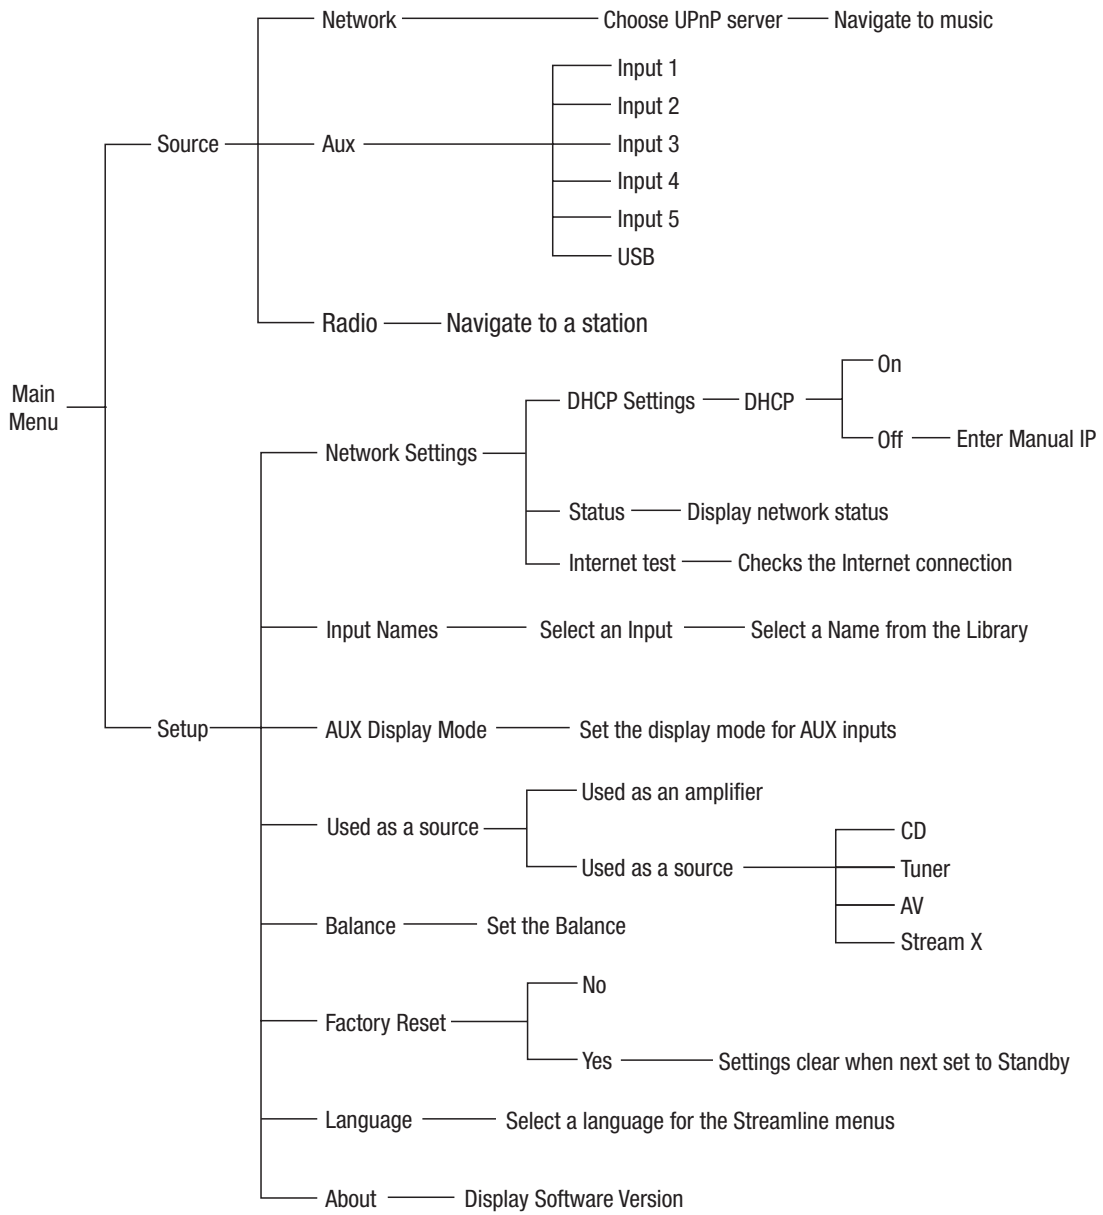 Network Choose UPnP server Navigate to music
Input 1
Input 2
Source Aux Input 3
Input 4
Input 5
USB
Radio Navigate to a station
Main
Menu
On
DHCP Settings DHCP
Off Enter Manual IP
Network Settings
Status Display network status
Internet test Checks the Internet connection
Input Names Select an Input Select a Name from the Library
Setup AUX Display Mode Set the display mode for AUX inputs
Used as an amplifier
Used as a source
Used as a source
CD
Tuner
AV
Stream X
Balance Set the Balance
No
Factory Reset
Yes Settings clear when next set to Standby
Language Select a language for the Streamline menus
About Display Software Version